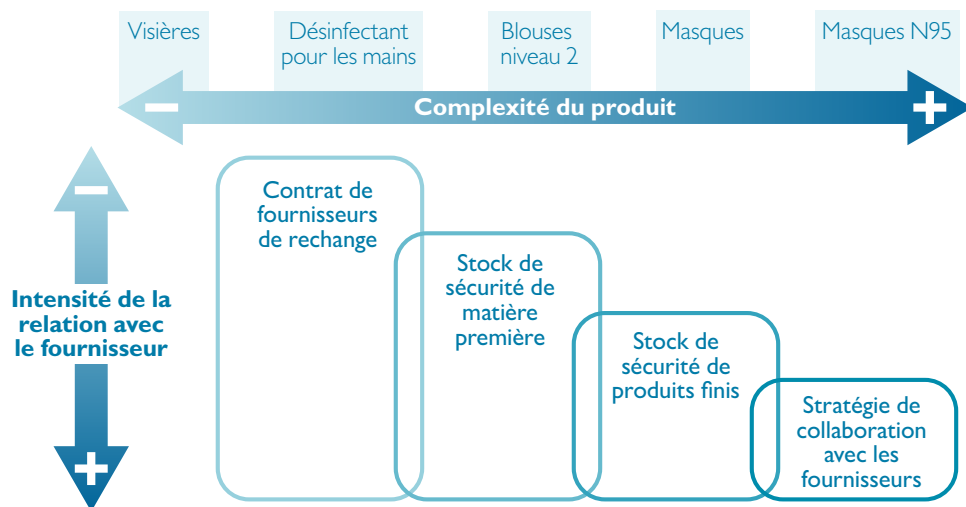 Visières
Désinfectant
pour les mains
Blouses
niveau 2
Masques
Masques N95
−
Complexité du produit
+
−
Intensité de la
relation avec
le fournisseur
+
Contrat de
fournisseurs
de rechange
Stock de
sécurité de
matière
première
Stock de
sécurité de
produits finis
Stratégie de
collaboration
avec les
fournisseurs